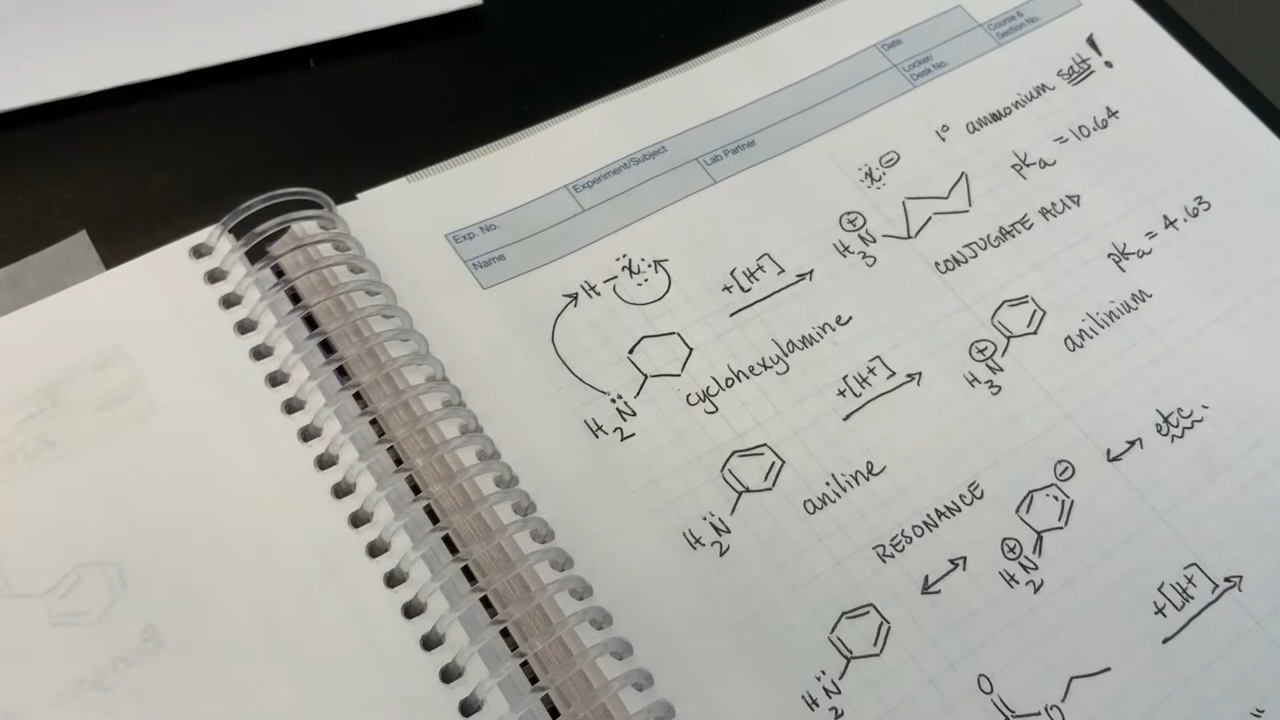 Exp. No.
Experiment/Subject
Date
Course &
Section No.
Name
Lab Partner
Locker/
Desk No.
1° ammonium salt!
:Ẍ:⊖
pKa = 10.64
H-Ẍ:
+[H+]
⊕
H3N
CONJUGATE ACID
H2N̈
cyclohexylamine
pKa = 4.63
+[H+]
⊕
H3N
anilinium
H2N̈
aniline
RESONANCE
↔
⊕
H2N
⊖
↔ etc.
H2N̈
+[H+]
O
O